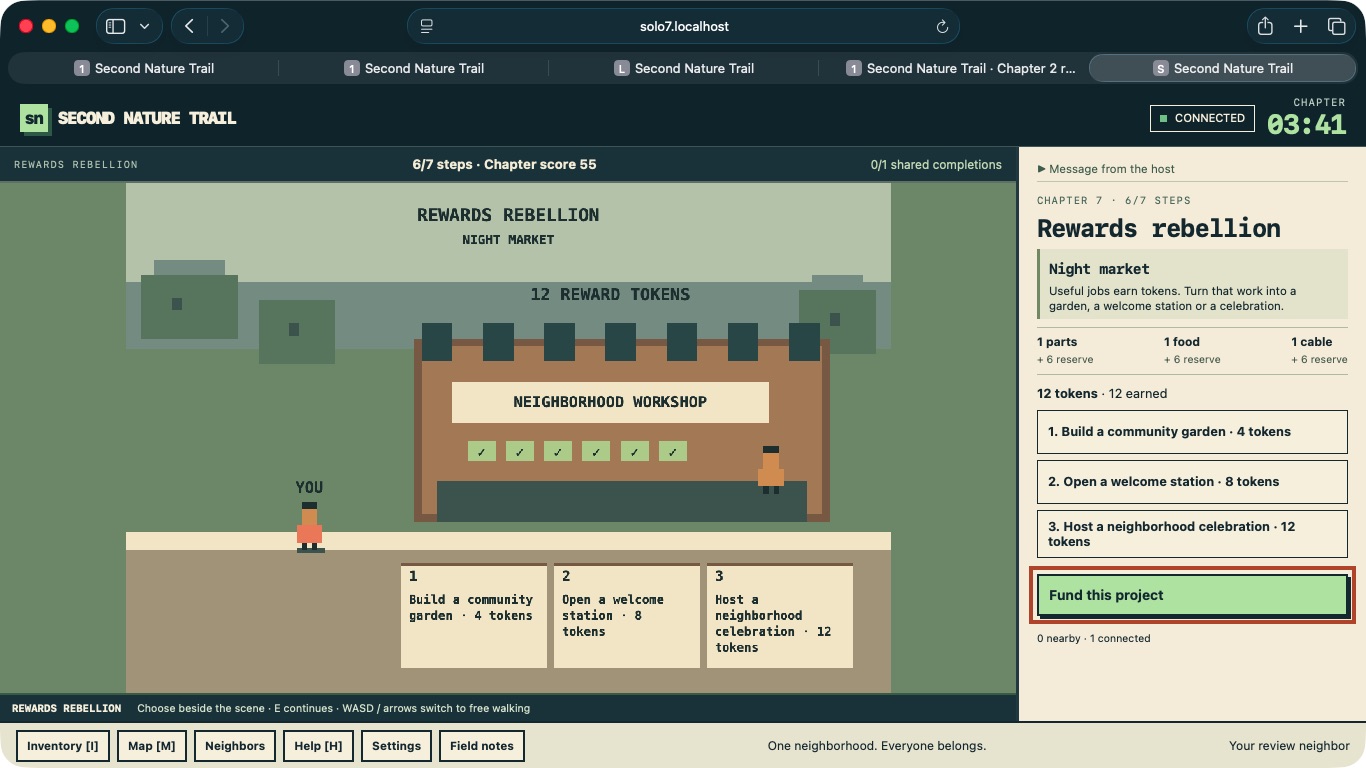 solo7.localhost
1 Second Nature Trail
1 Second Nature Trail
L Second Nature Trail
1 Second Nature Trail · Chapter 2 r...
S Second Nature Trail
sn SECOND NATURE TRAIL
CONNECTED
CHAPTER
03:41
REWARDS REBELLION
6/7 steps · Chapter score 55
0/1 shared completions
REWARDS REBELLION
NIGHT MARKET
12 REWARD TOKENS
NEIGHBORHOOD WORKSHOP
✓ ✓ ✓ ✓ ✓ ✓
YOU
1
Build a community
garden · 4 tokens
2
Open a welcome
station · 8
tokens
3
Host a
neighborhood
celebration · 12
tokens
REWARDS REBELLION Choose beside the scene · E continues · WASD / arrows switch to free walking
▶ Message from the host
CHAPTER 7 · 6/7 STEPS
Rewards rebellion
Night market
Useful jobs earn tokens. Turn that work into a
garden, a welcome station or a celebration.
1 parts
+ 6 reserve
1 food
+ 6 reserve
1 cable
+ 6 reserve
12 tokens · 12 earned
1. Build a community garden · 4 tokens
2. Open a welcome station · 8 tokens
3. Host a neighborhood celebration · 12
tokens
Fund this project
0 nearby · 1 connected
Inventory [I]
Map [M]
Neighbors
Help [H]
Settings
Field notes
One neighborhood. Everyone belongs.
Your review neighbor